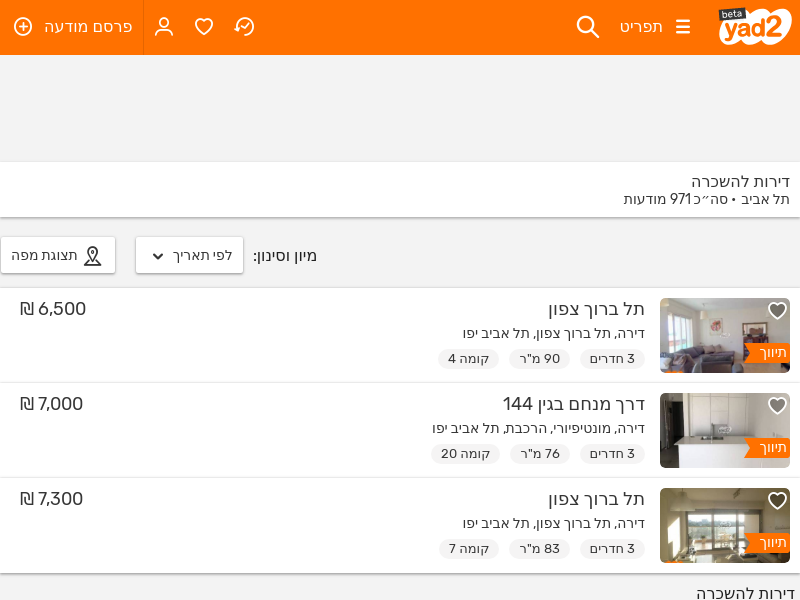 beta
yad2
תפריט
פרסם מודעה
דירות להשכרה
תל אביב • סה״כ 971 מודעות
מיון וסינון:
לפי תאריך
תצוגת מפה
תל ברוך צפון
6,500 ₪
דירה, תל ברוך צפון, תל אביב יפו
3 חדרים
90 מ"ר
קומה 4
תיווך
דרך מנחם בגין 144
7,000 ₪
דירה, מונטיפיורי, הרכבת, תל אביב יפו
3 חדרים
76 מ"ר
קומה 20
תיווך
תל ברוך צפון
7,300 ₪
דירה, תל ברוך צפון, תל אביב יפו
3 חדרים
83 מ"ר
קומה 7
תיווך
דירות להשכרה